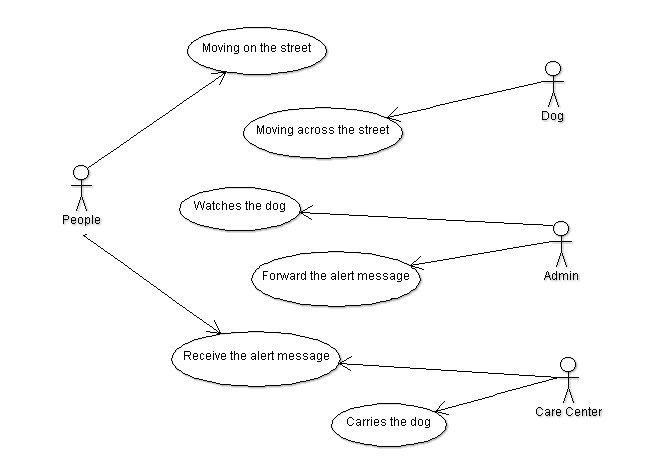 Moving on the street
Dog
Moving across the street
People
Watches the dog
Admin
Forward the alert message
Receive the alert message
Care Center
Carries the dog